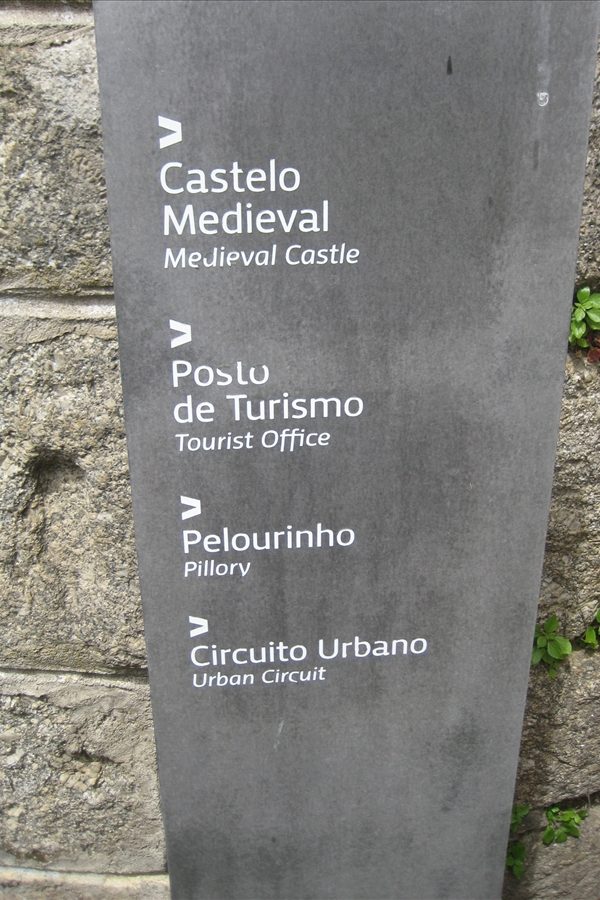 Castelo
Medieval
Medieval Castle
Posto
de Turismo
Tourist Office
Pelourinho
Pillory
Circuito Urbano
Urban Circuit